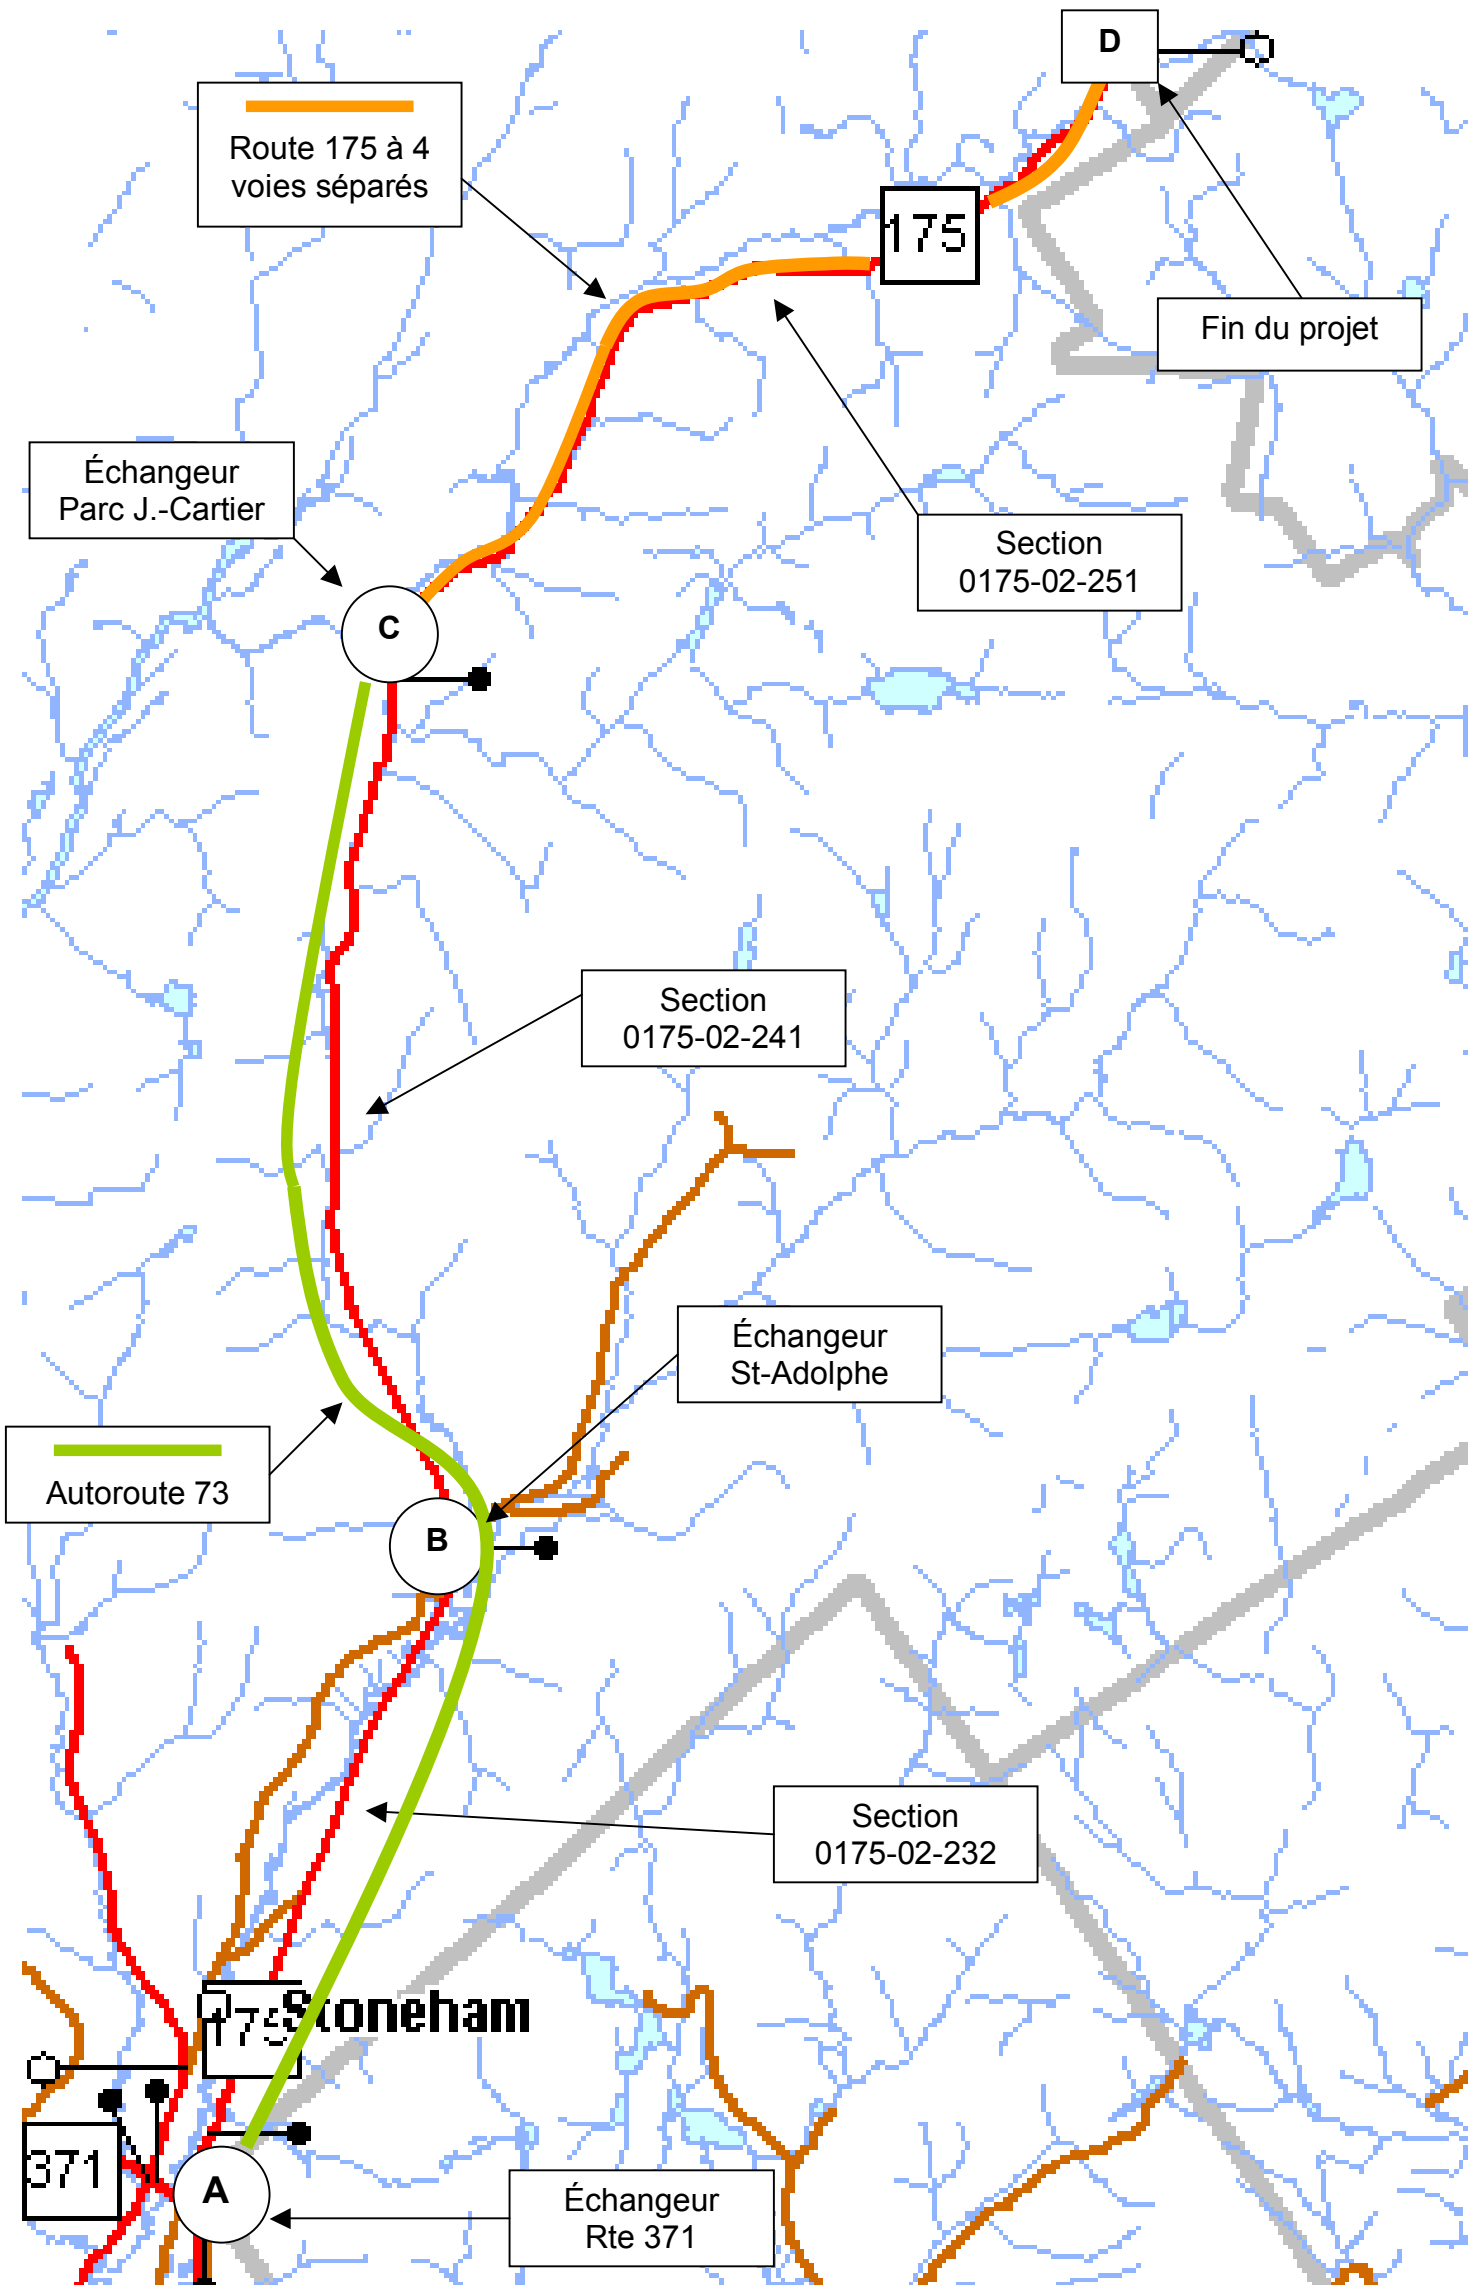 D
Route 175 à 4
voies séparés
175
Fin du projet
Échangeur
Parc J.-Cartier
Section
0175-02-251
C
Section
0175-02-241
Échangeur
St-Adolphe
Autoroute 73
B
Section
0175-02-232
175
Stoneham
371
A
Échangeur
Rte 371